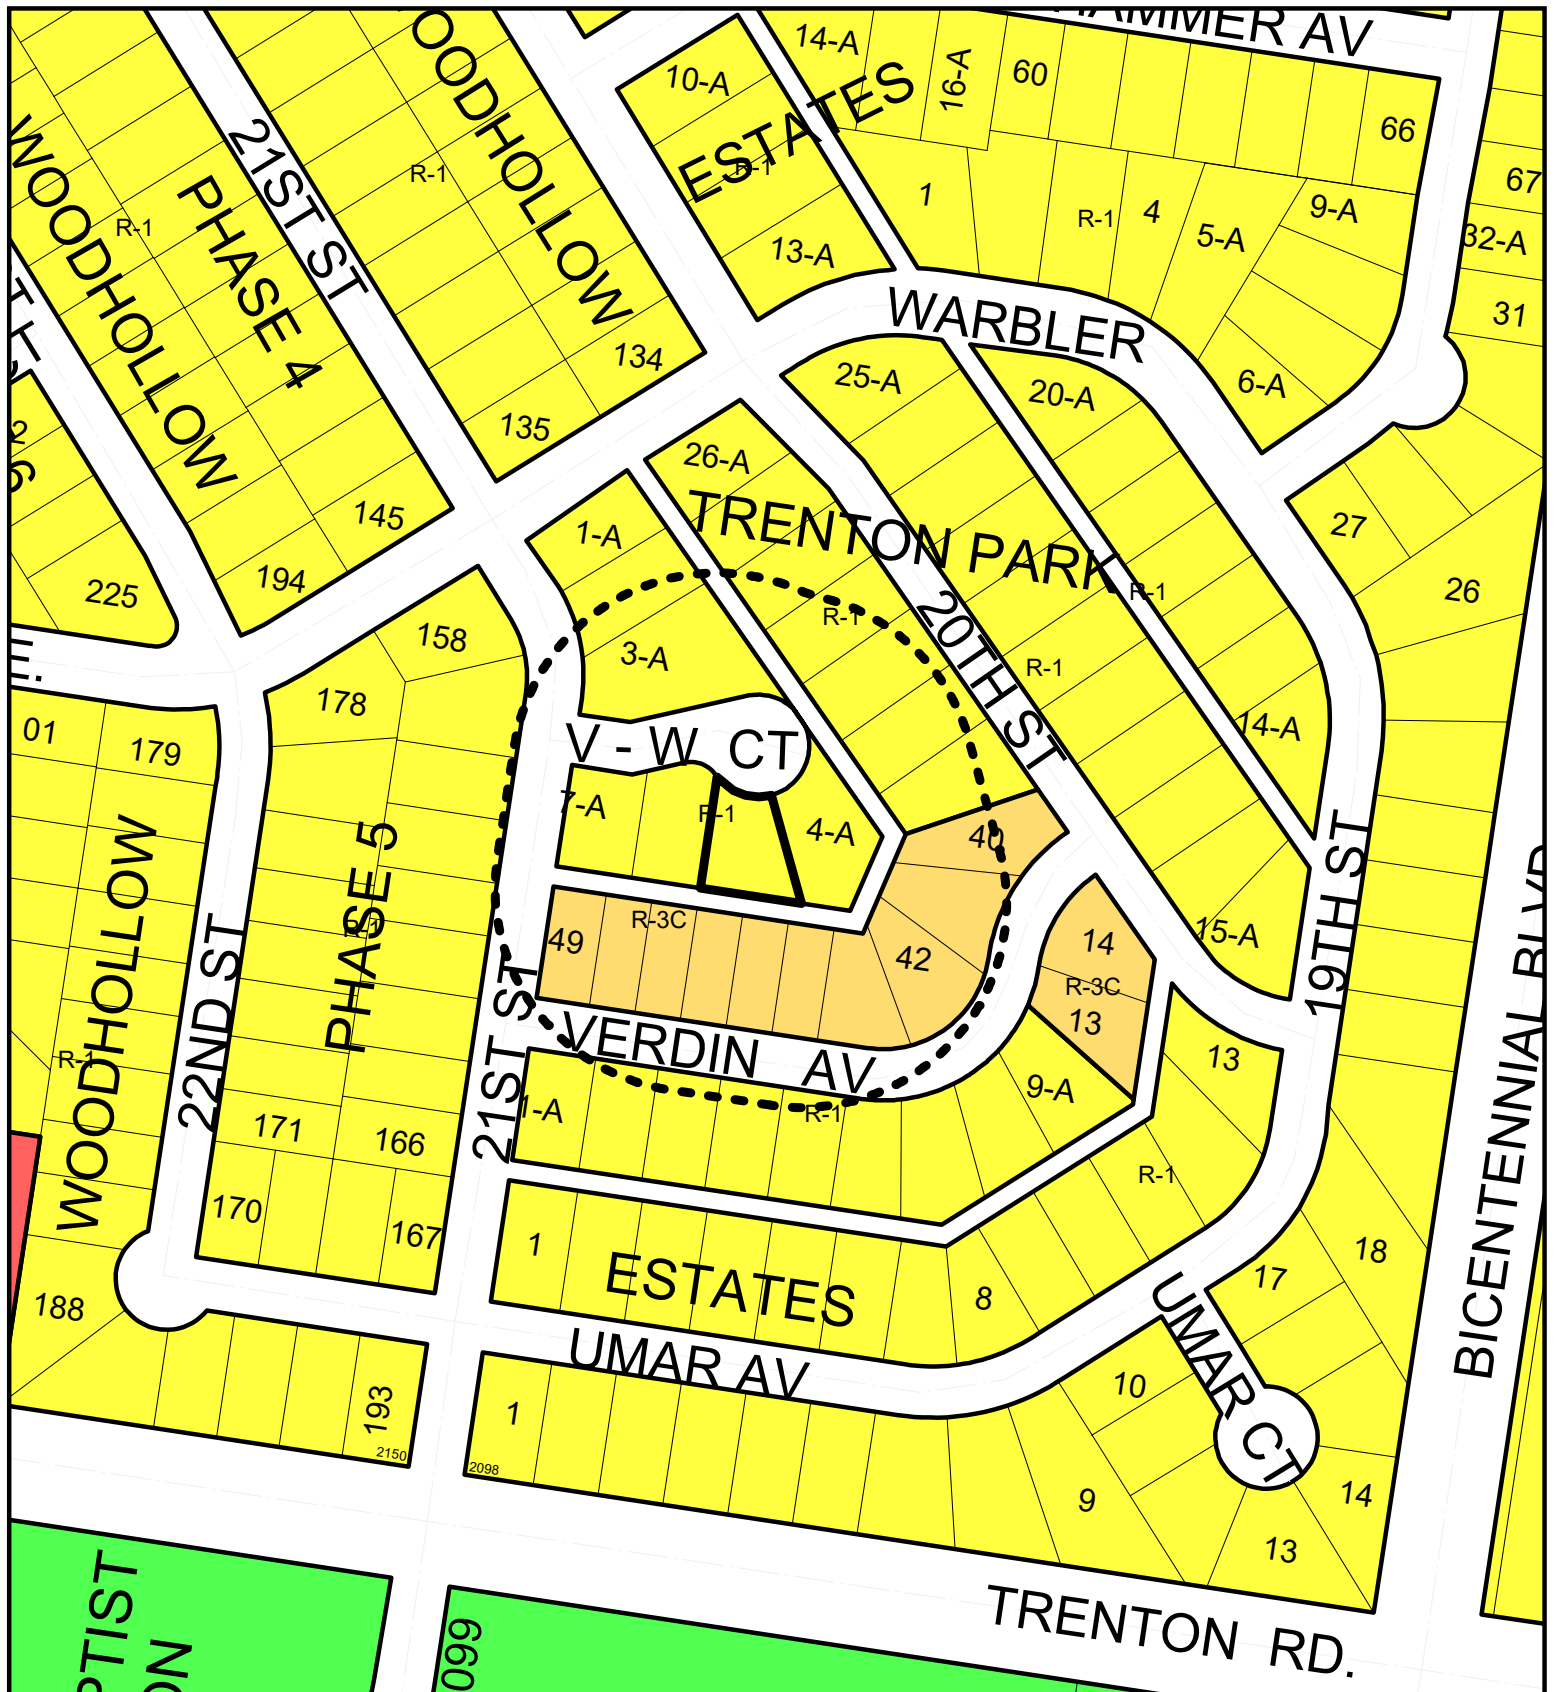 HAMMER AV
14-A
16-A
60
66
10-A
ESTATES
R-1
WOODHOLLOW
PHASE 4
R-1
21ST ST
R-1
OODHOLLOW
67
1
R-1
4
5-A
9-A
32-A
13-A
31
WARBLER
134
25-A
20-A
6-A
135
26-A
145
TRENTON PARK
1-A
27
194
225
R-1
R-1
26
20TH ST
158
3-A
R-1
E.
178
14-A
01
179
V - W CT
7-A
R-1
4-A
40
WOODHOLLOW
PHASE 5
R-1
19TH ST
R-3C
49
42
14
15-A
22ND ST
R-3C
13
21ST ST
VERDIN AV
R-1
13
9-A
1-A
R-1
171
166
R-1
170
167
1
ESTATES
8
18
17
188
UMAR AV
UMAR CT
BICENTENNIAL BLVD
10
193
2150
1
2098
9
14
13
PTIST
ON
099
TRENTON RD.